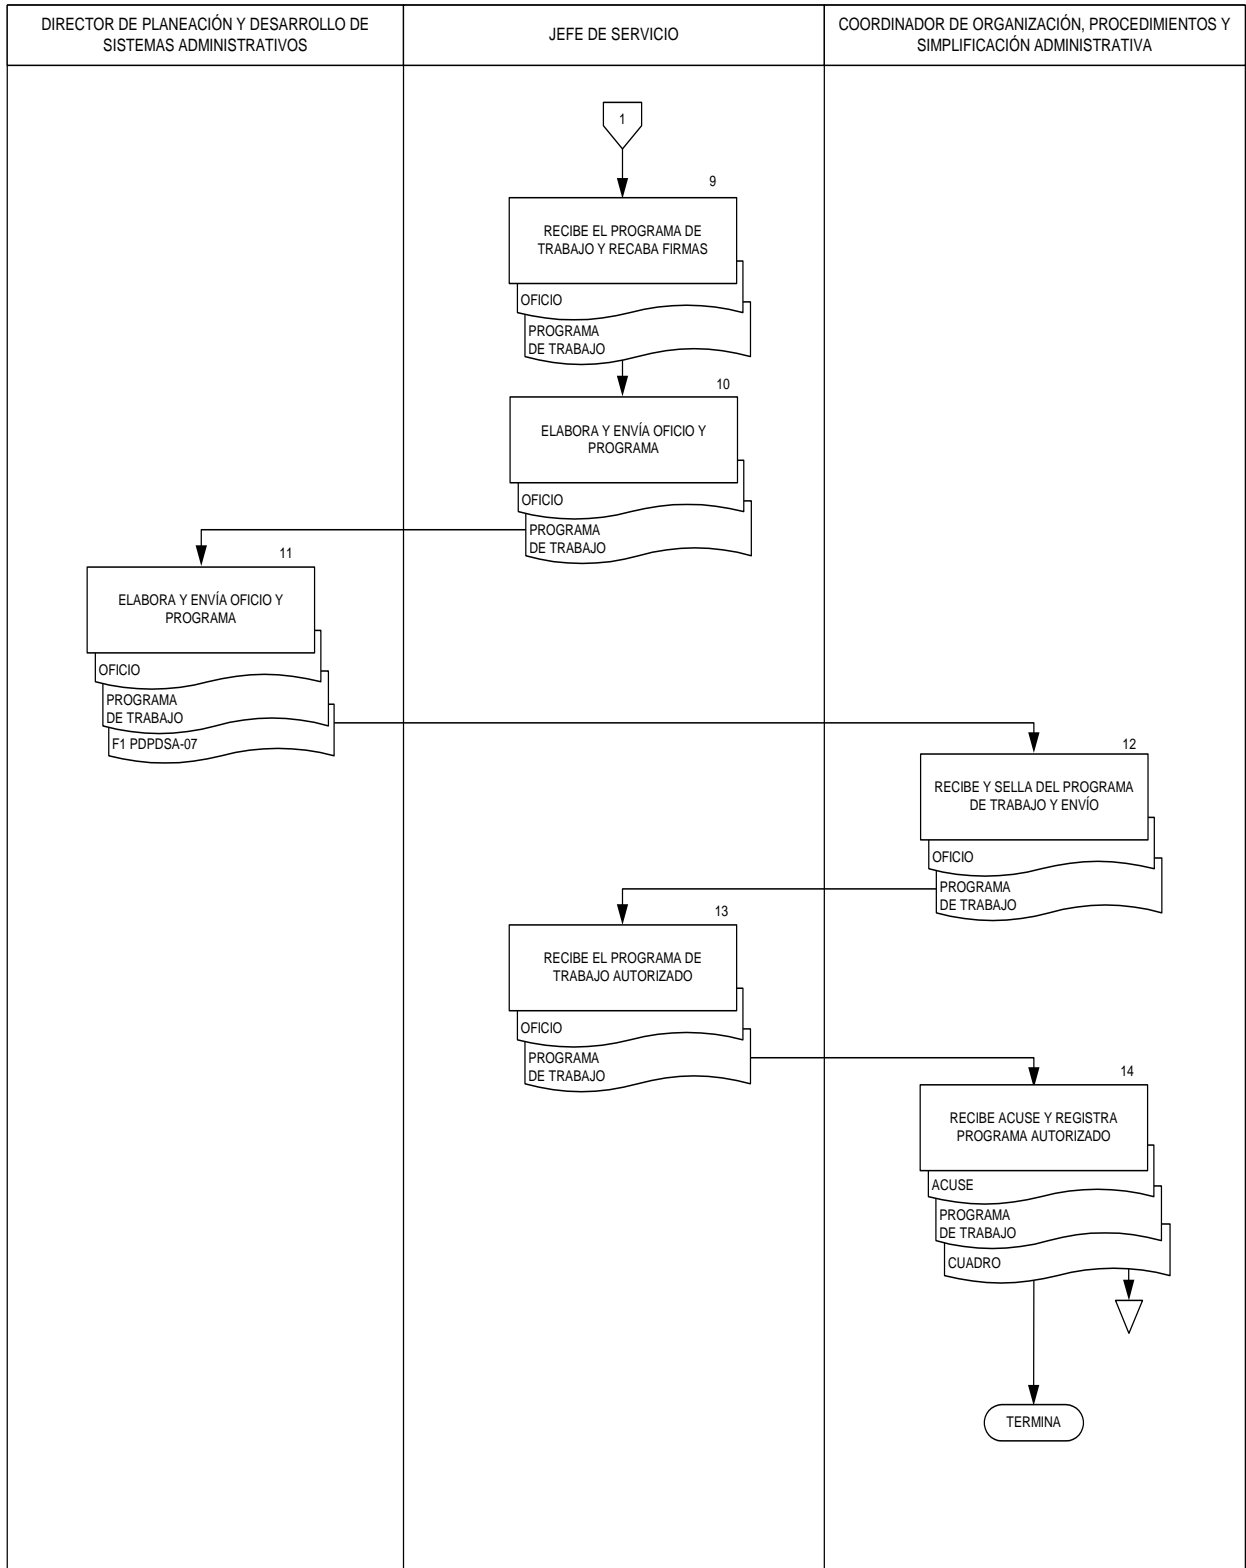 DIRECTOR DE PLANEACIÓN Y DESARROLLO DE
SISTEMAS ADMINISTRATIVOS
JEFE DE SERVICIO
COORDINADOR DE ORGANIZACIÓN, PROCEDIMIENTOS Y
SIMPLIFICACIÓN ADMINISTRATIVA
1
9
RECIBE EL PROGRAMA DE
TRABAJO Y RECABA FIRMAS
OFICIO
PROGRAMA
DE TRABAJO
10
ELABORA Y ENVÍA OFICIO Y
PROGRAMA
OFICIO
PROGRAMA
DE TRABAJO
11
ELABORA Y ENVÍA OFICIO Y
PROGRAMA
OFICIO
PROGRAMA
DE TRABAJO
F1 PDPDSA-07
12
RECIBE Y SELLA DEL PROGRAMA
DE TRABAJO Y ENVÍO
OFICIO
PROGRAMA
DE TRABAJO
13
RECIBE EL PROGRAMA DE
TRABAJO AUTORIZADO
OFICIO
PROGRAMA
DE TRABAJO
14
RECIBE ACUSE Y REGISTRA
PROGRAMA AUTORIZADO
ACUSE
PROGRAMA
DE TRABAJO
CUADRO
TERMINA